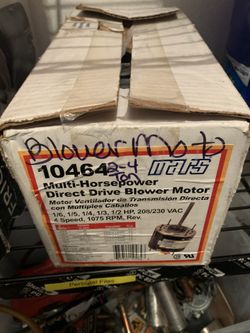 Blower Motor
2-4
Ton
10464
MARS
Multi-Horsepower
Direct Drive Blower Motor
Motor Ventilador de Transmisión Directa
con Multiples Caballos
1/6, 1/5, 1/4, 1/3, 1/2 HP, 208/230 VAC
4 Speed, 1075 RPM, Rev.